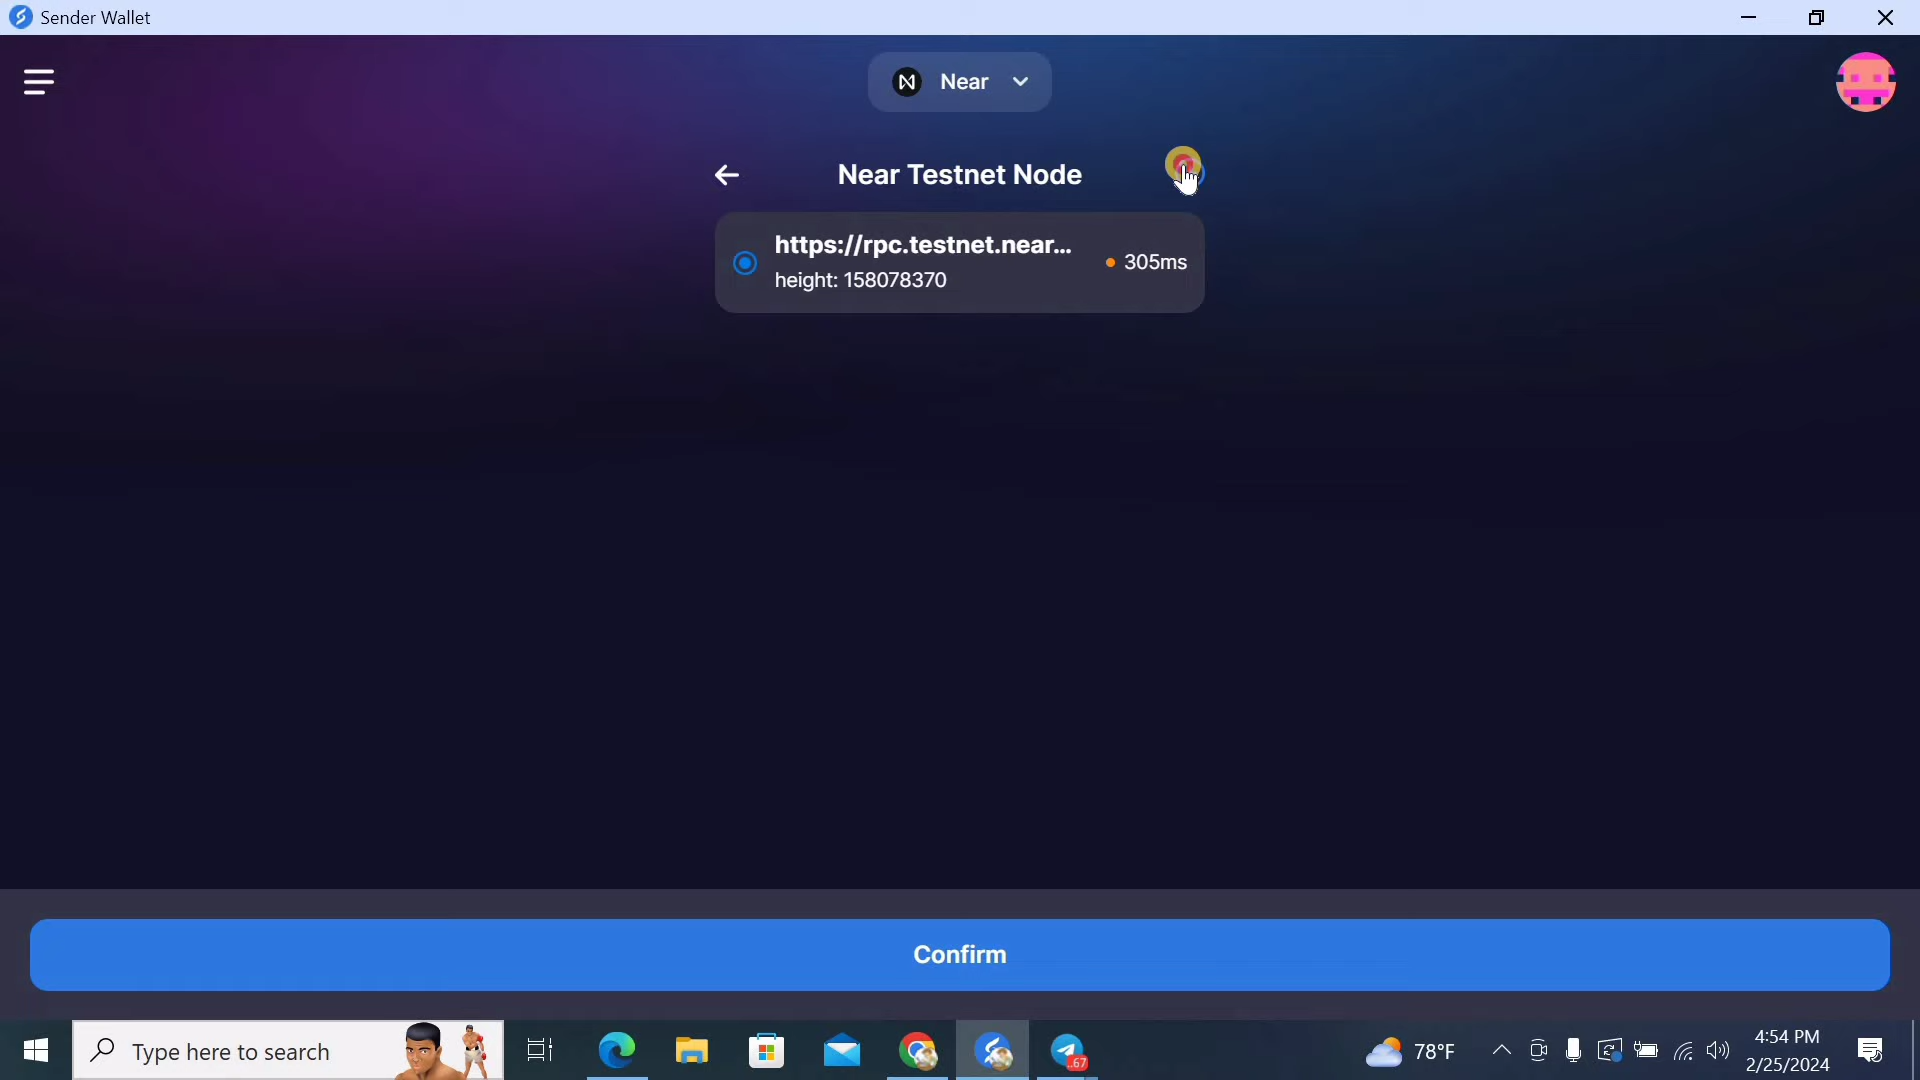 Sender Wallet
Near
Near Testnet Node
https://rpc.testnet.near...
height: 158078370
305ms
Confirm
Type here to search
..67
78°F
4:54 PM
2/25/2024